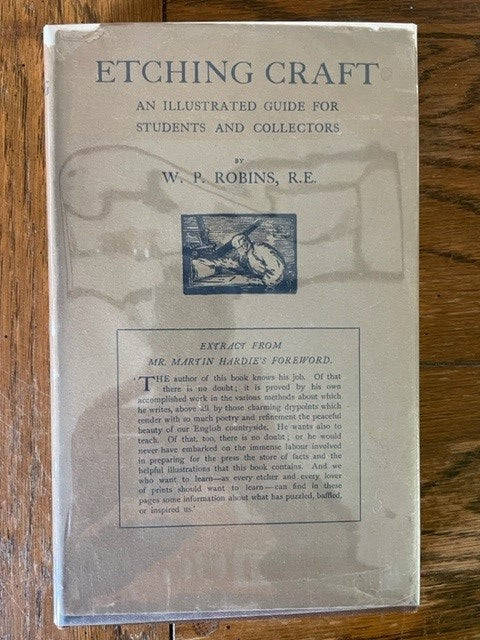 ETCHING CRAFT
AN ILLUSTRATED GUIDE FOR
STUDENTS AND COLLECTORS
BY
W. P. ROBINS, R.E.
EXTRACT FROM
MR. MARTIN HARDIE'S FOREWORD.
'THE author of this book knows his job. Of that
there is no doubt; it is proved by his own
accomplished work in the various methods about which
he writes, above all by those charming drypoints which
render with so much poetry and refinement the peaceful
beauty of our English countryside. He wants also to
teach. Of that, too, there is no doubt; or he would
never have embarked on the immense labour involved
in preparing for the press the store of facts and the
helpful illustrations that this book contains. And we
who want to learn—as every etcher and every lover
of prints should want to learn—can find in these
pages some information about what has puzzled, baffled,
or inspired us.'